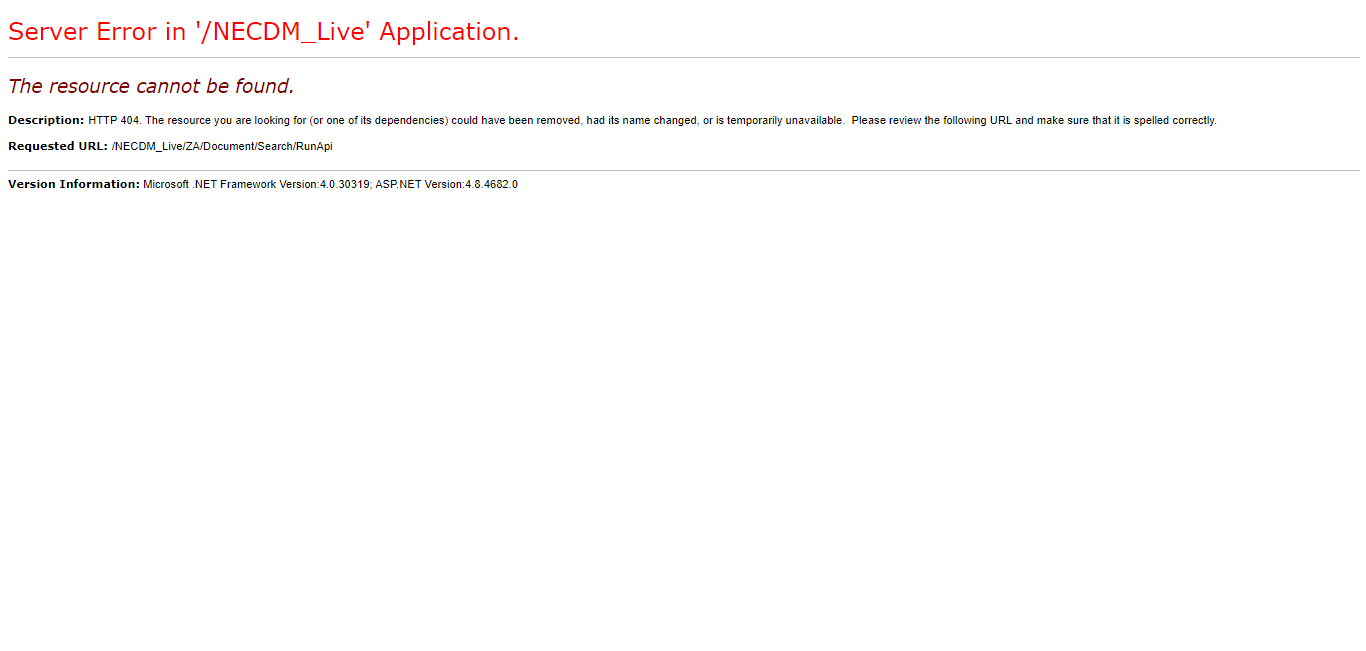 Server Error in '/NECDM_Live' Application.
The resource cannot be found.
Description: HTTP 404. The resource you are looking for (or one of its dependencies) could have been removed, had its name changed, or is temporarily unavailable.  Please review the following URL and make sure that it is spelled correctly.
Requested URL: /NECDM_Live/ZA/Document/Search/RunApi
Version Information: Microsoft .NET Framework Version:4.0.30319; ASP.NET Version:4.8.4682.0